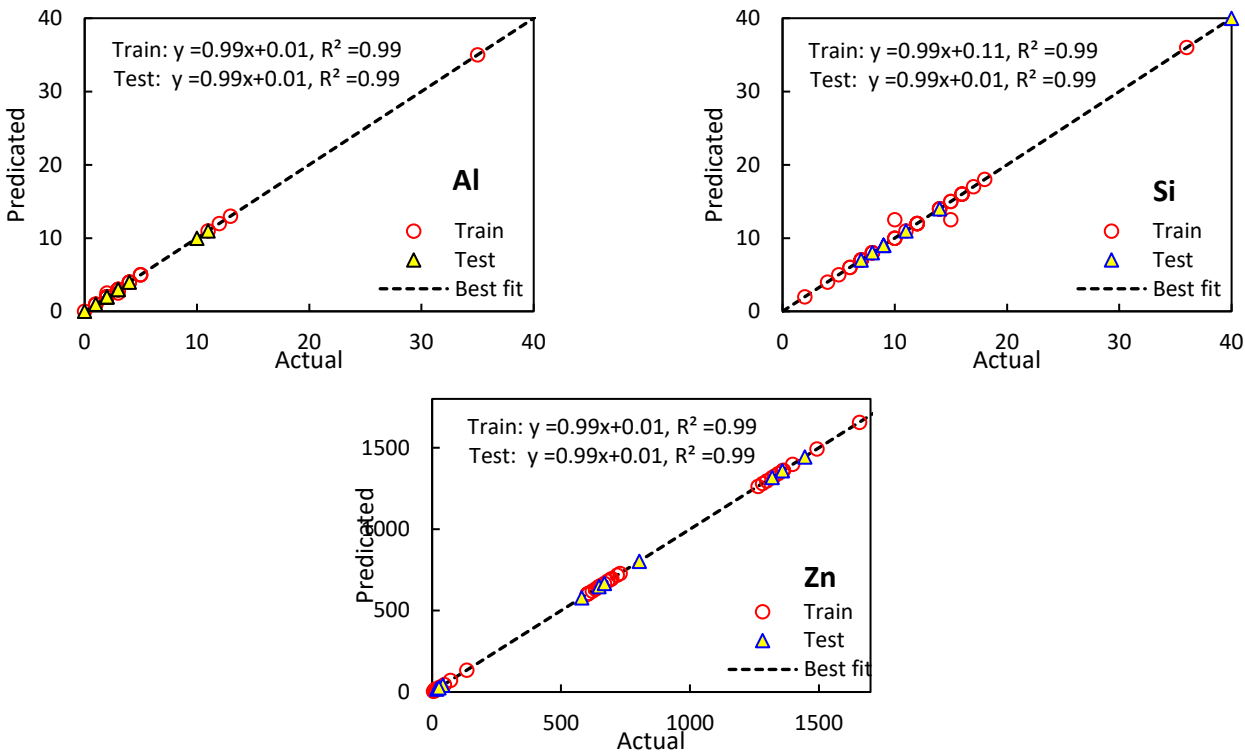 40
Train: y =0.99x+0.01, R² =0.99
Test: y =0.99x+0.01, R² =0.99
30
Predicated
20
Al
Train
10
Test
Best fit
0
0 10 20 30 40
Actual
40
Train: y =0.99x+0.11, R² =0.99
Test: y =0.99x+0.01, R² =0.99
30
Predicated
20
Si
Train
10
Test
Best fit
0
0 10 20 30 40
Actual
Train: y =0.99x+0.01, R² =0.99
1500
Test: y =0.99x+0.01, R² =0.99
Predicated
1000
Zn
500
Train
Test
Best fit
0
0 500 1000 1500
Actual